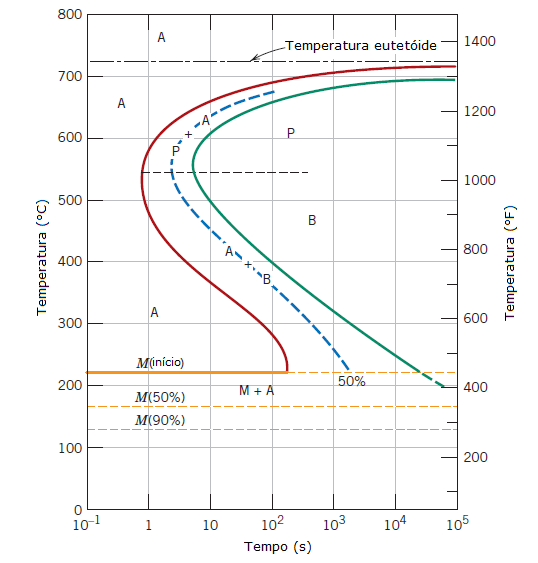 800
A
1400
Temperatura eutetóide
700
A
1200
A
600
+
P
P
1000
500
B
Temperatura (°C)
Temperatura (°F)
A
800
400
+
B
300
A
600
M(início)
50%
200
M + A
400
M(50%)
M(90%)
100
200
0
10⁻¹
1
10
10²
10³
10⁴
10⁵
Tempo (s)